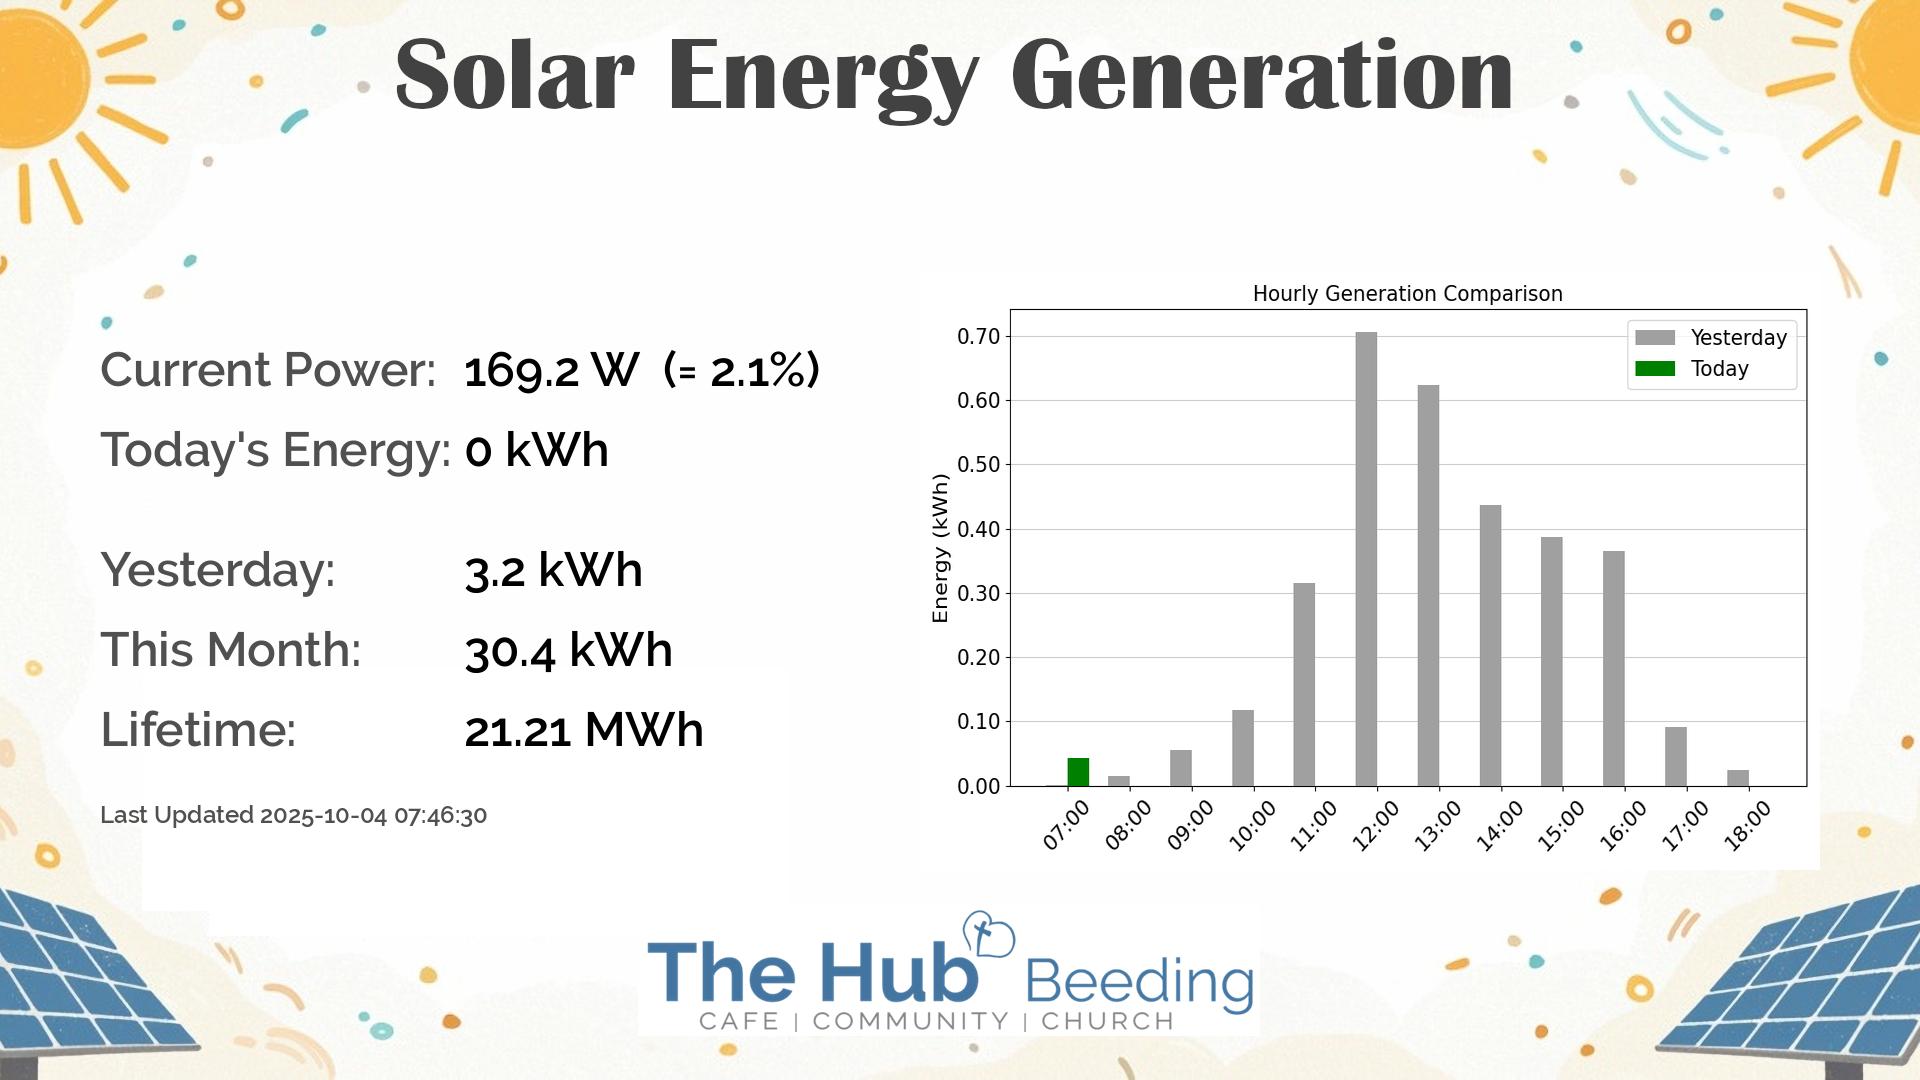 Solar Energy Generation
Current Power: 169.2 W (= 2.1%)
Today's Energy: 0 kWh
Yesterday: 3.2 kWh
This Month: 30.4 kWh
Lifetime: 21.21 MWh
Last Updated 2025-10-04 07:46:30
Hourly Generation Comparison
Yesterday
Today
Energy (kWh)
0.70
0.60
0.50
0.40
0.30
0.20
0.10
0.00
07:00 08:00 09:00 10:00 11:00 12:00 13:00 14:00 15:00 16:00 17:00 18:00
The Hub Beeding
CAFE | COMMUNITY | CHURCH